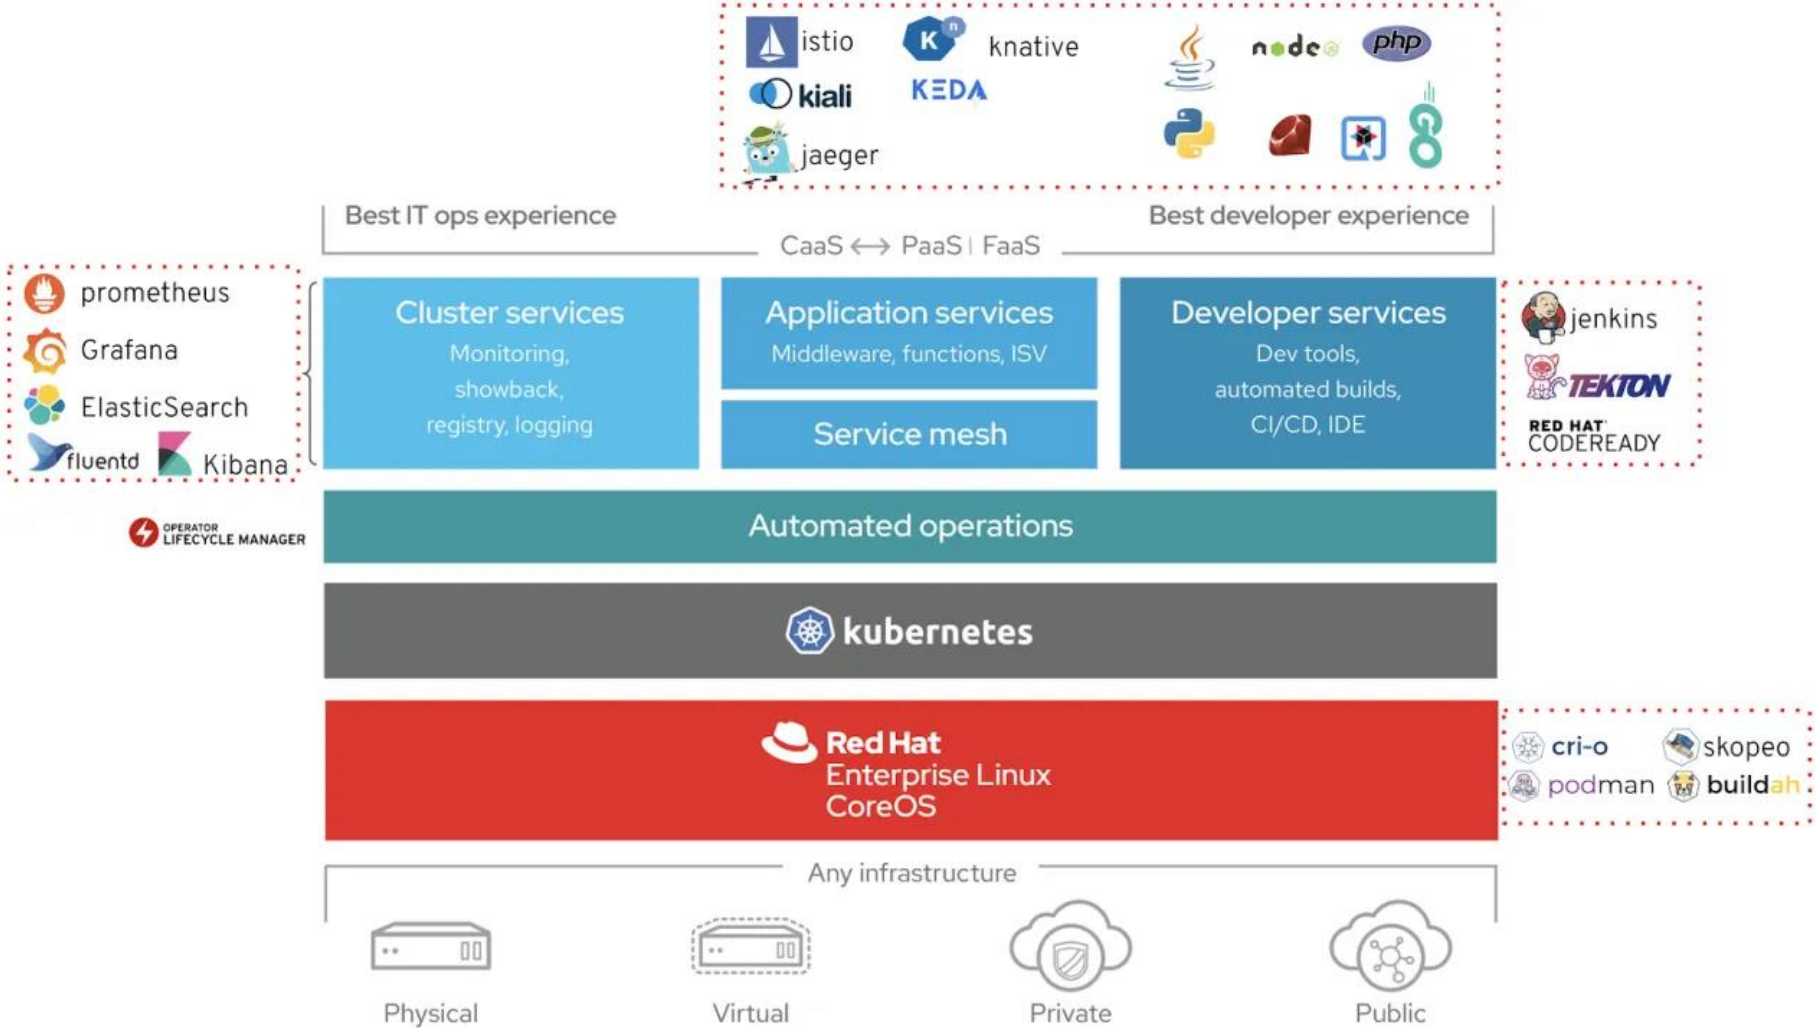 istio
knative
node
php
kiali
KEDA
jaeger
GO
Best IT ops experience
Best developer experience
CaaS ↔ PaaS | FaaS
prometheus
Grafana
ElasticSearch
fluentd
Kibana
Cluster services
Monitoring,
showback,
registry, logging
Application services
Middleware, functions, ISV
Service mesh
Developer services
Dev tools,
automated builds,
CI/CD, IDE
jenkins
TEKTON
RED HAT
CODEREADY
OPERATOR
LIFECYCLE MANAGER
Automated operations
kubernetes
Red Hat
Enterprise Linux
CoreOS
cri-o
skopeo
podman
buildah
Any infrastructure
Physical
Virtual
Private
Public